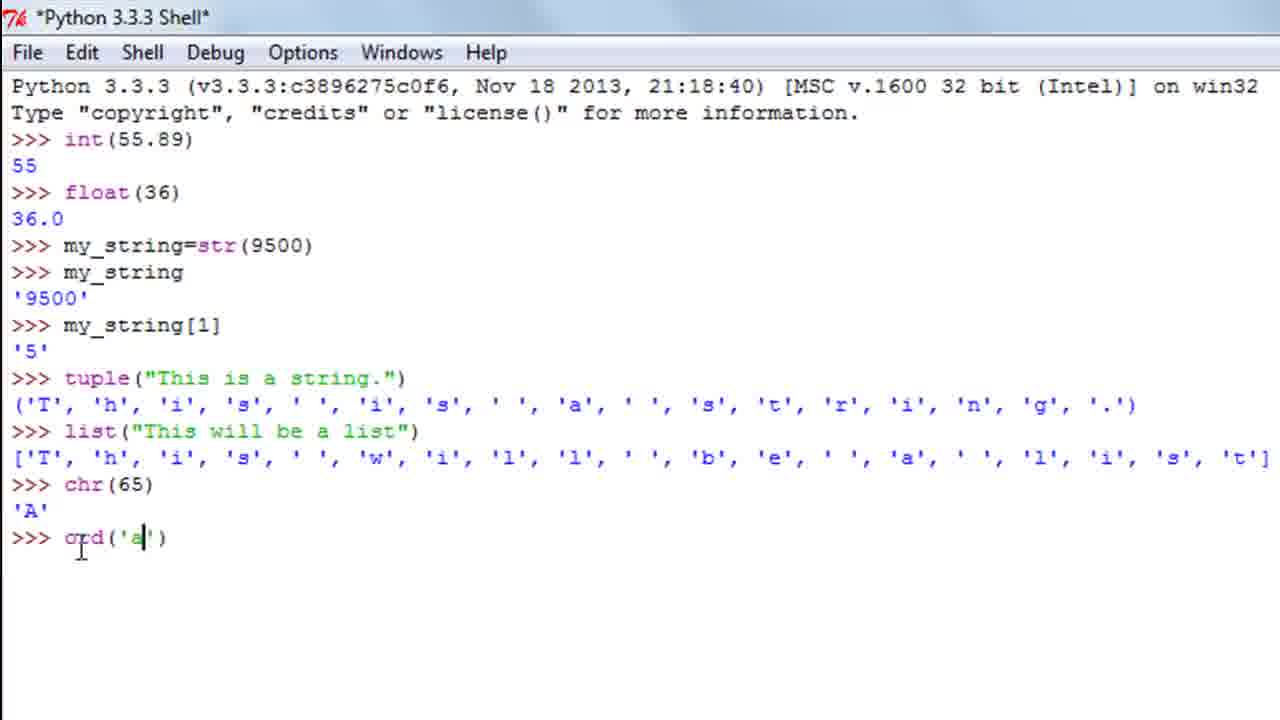 *Python 3.3.3 Shell*
File Edit Shell Debug Options Windows Help
Python 3.3.3 (v3.3.3:c3896275c0f6, Nov 18 2013, 21:18:40) [MSC v.1600 32 bit (Intel)] on win32
Type "copyright", "credits" or "license()" for more information.
>>> int(55.89)
55
>>> float(36)
36.0
>>> my_string=str(9500)
>>> my_string
'9500'
>>> my_string[1]
'5'
>>> tuple("This is a string.")
('T', 'h', 'i', 's', ' ', 'i', 's', ' ', 'a', ' ', 's', 't', 'r', 'i', 'n', 'g', '.')
>>> list("This will be a list")
['T', 'h', 'i', 's', ' ', 'w', 'i', 'l', 'l', ' ', 'b', 'e', ' ', 'a', ' ', 'l', 'i', 's', 't']
>>> chr(65)
'A'
>>> ord('a')